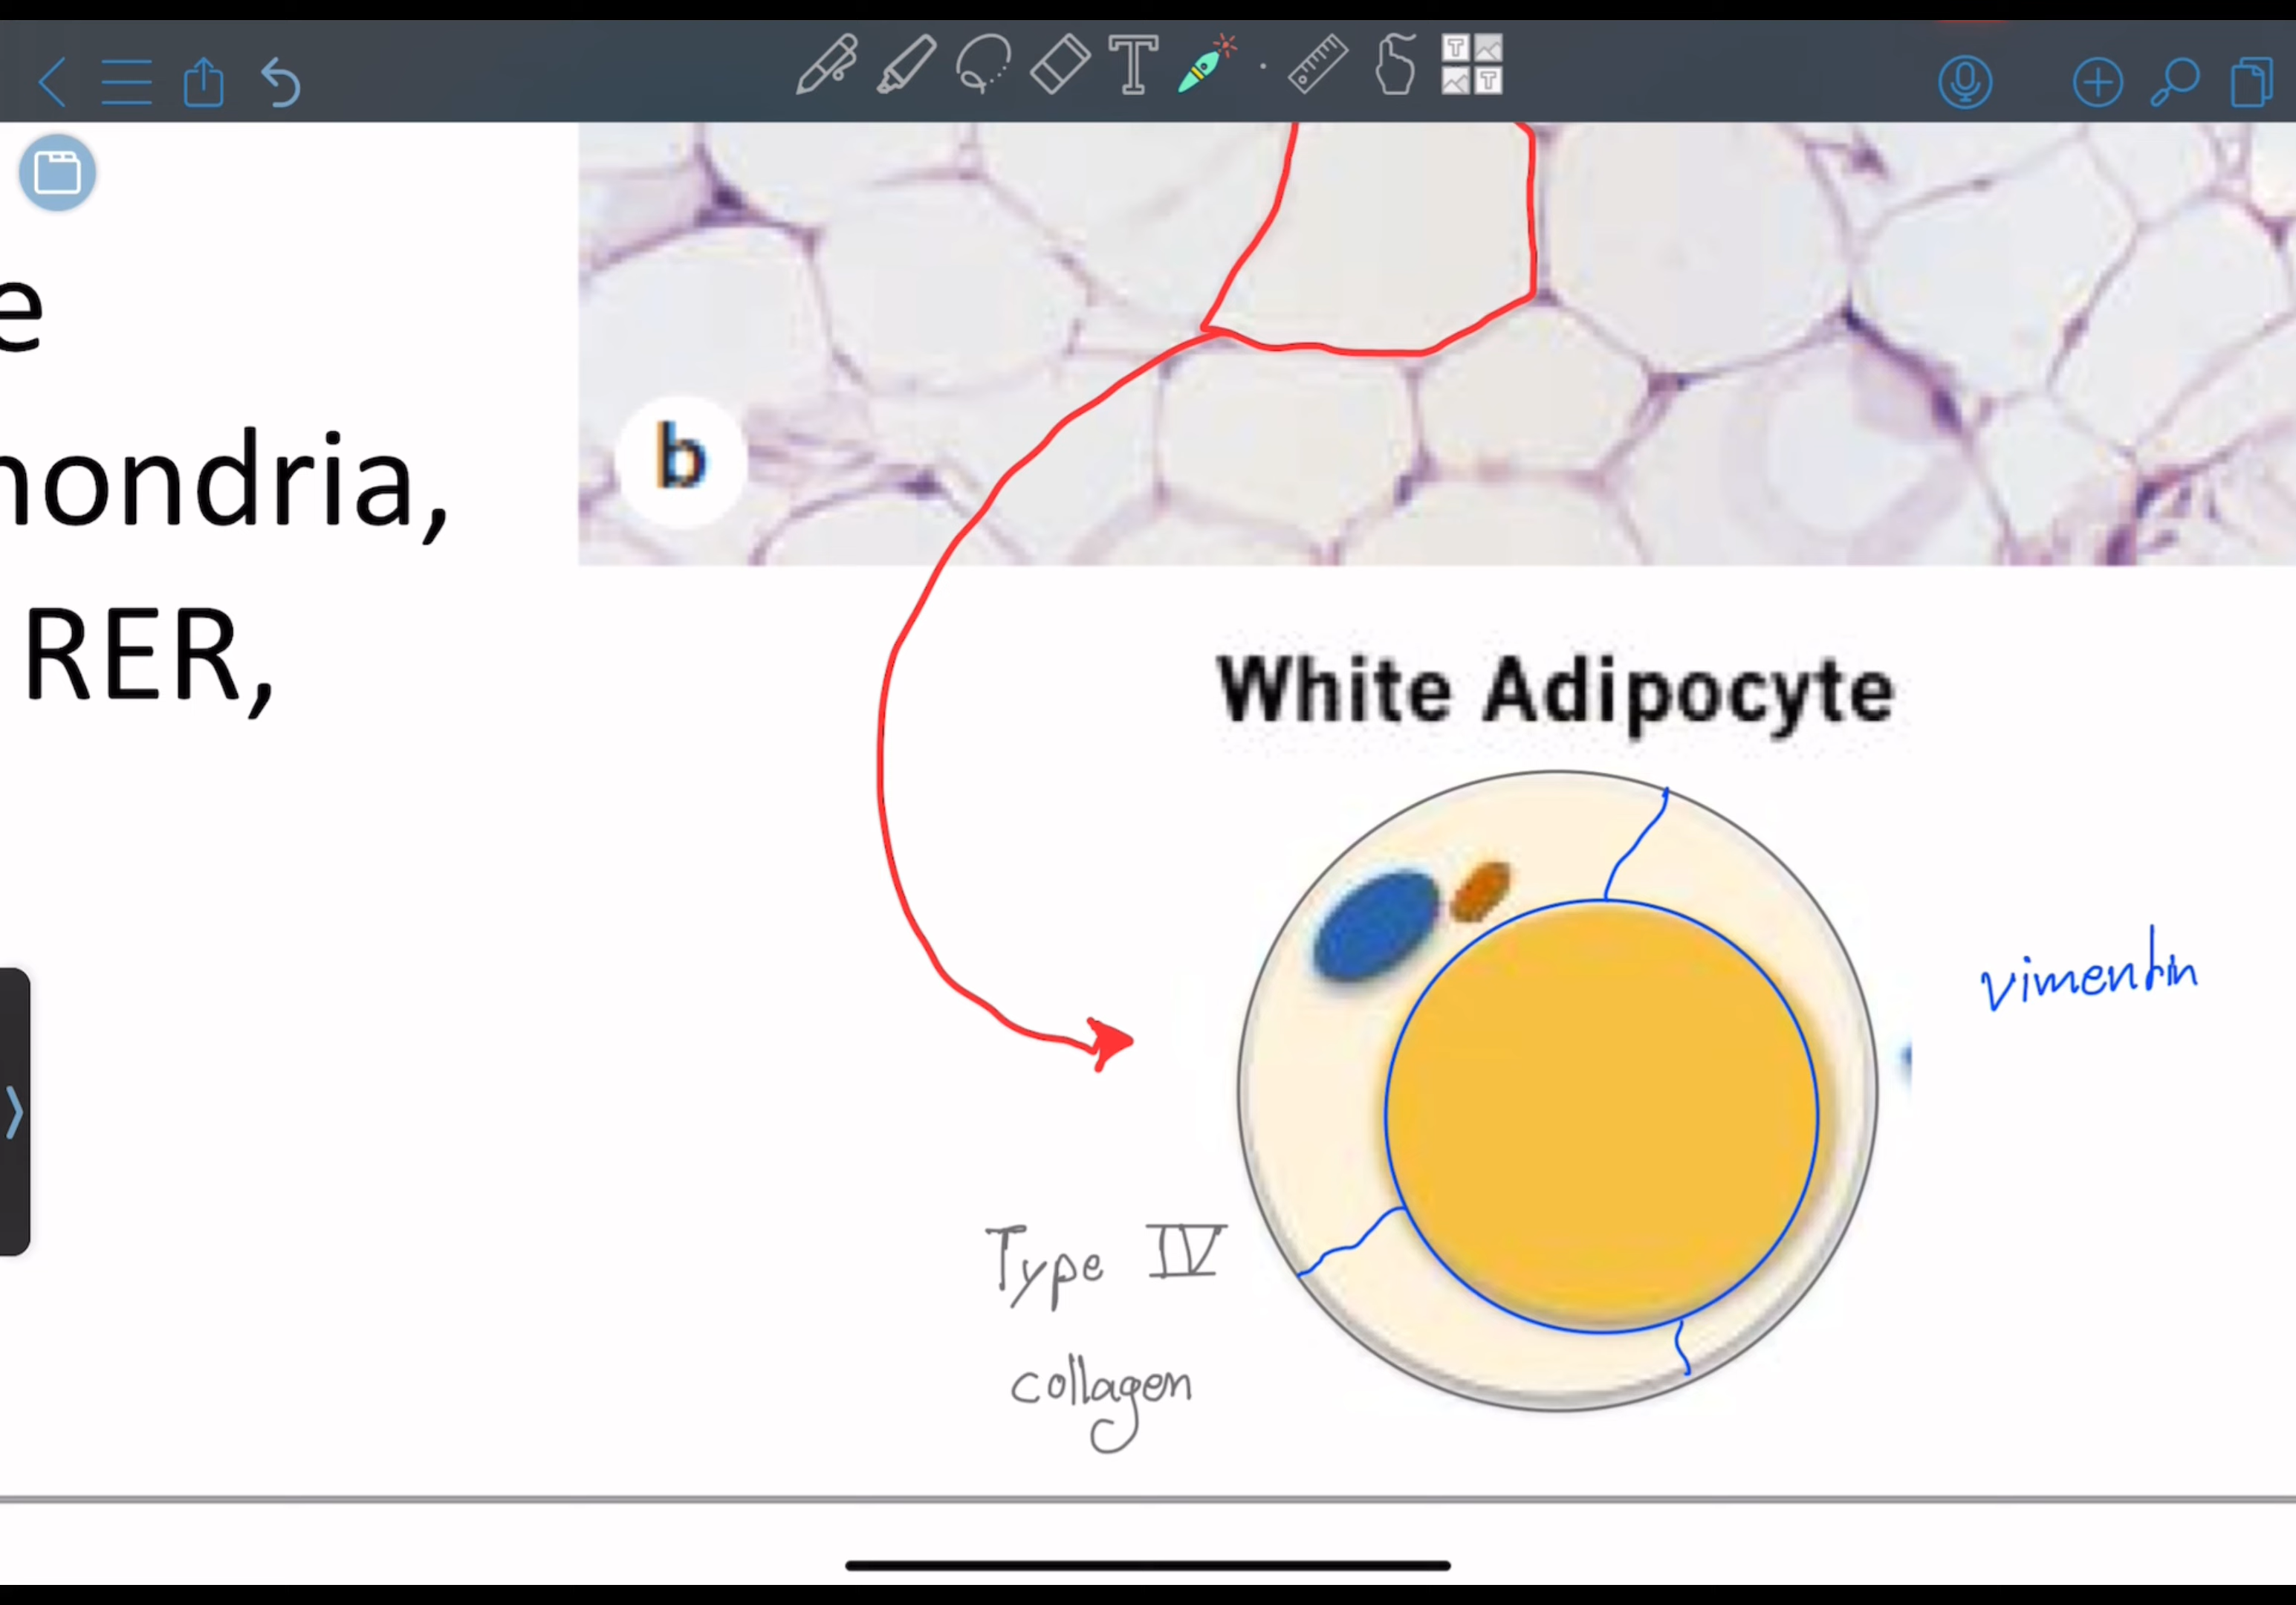 e
hondria,
RER,
b
White Adipocyte
vimentin
Type IV
collagen